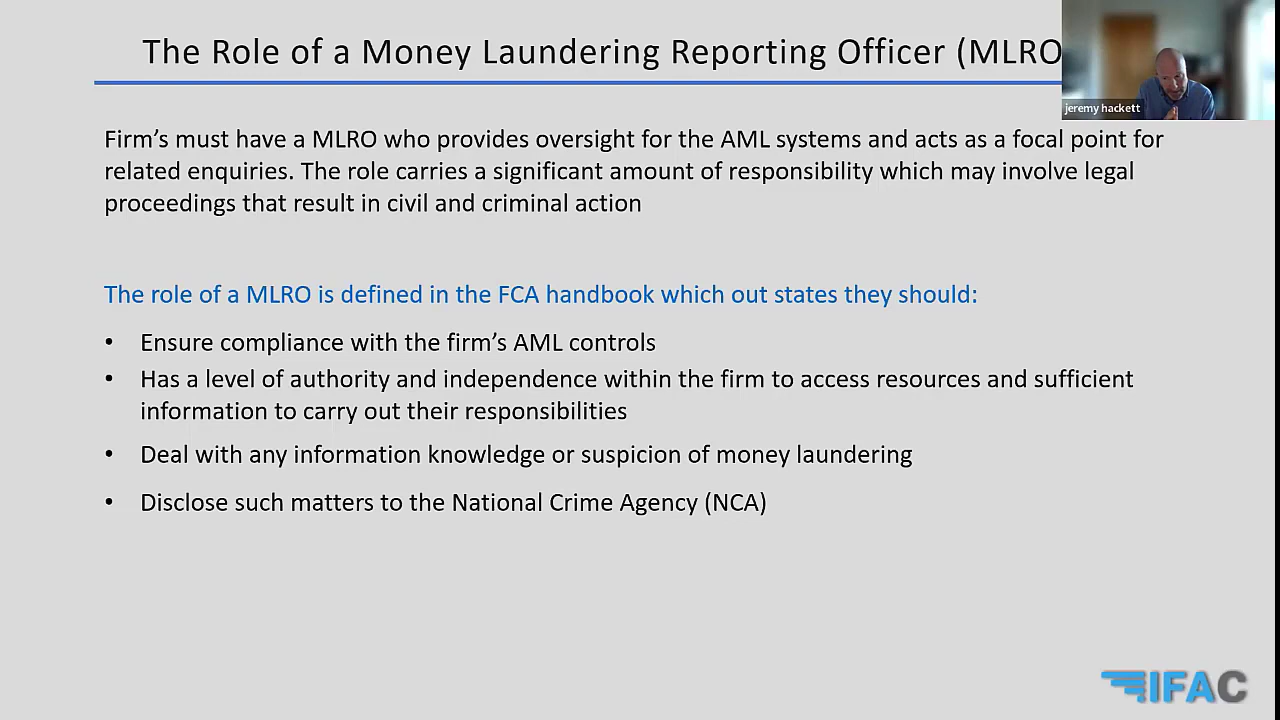 The Role of a Money Laundering Reporting Officer (MLRO
jeremy hackett
Firm’s must have a MLRO who provides oversight for the AML systems and acts as a focal point for
related enquiries. The role carries a significant amount of responsibility which may involve legal
proceedings that result in civil and criminal action
The role of a MLRO is defined in the FCA handbook which out states they should:
• Ensure compliance with the firm’s AML controls
• Has a level of authority and independence within the firm to access resources and sufficient
information to carry out their responsibilities
• Deal with any information knowledge or suspicion of money laundering
• Disclose such matters to the National Crime Agency (NCA)
IFAC